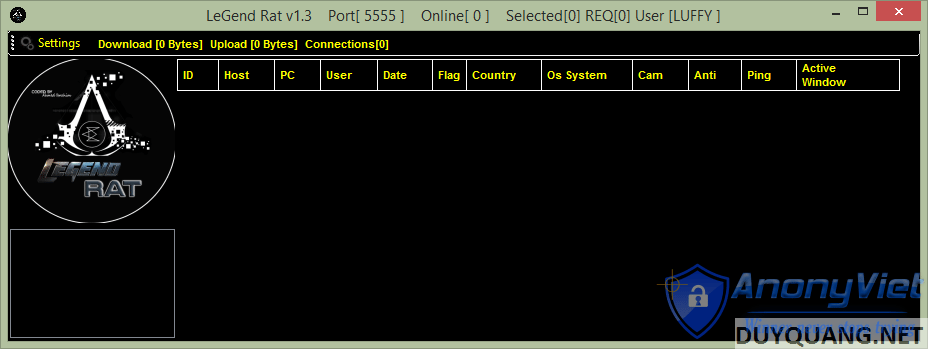 LeGend Rat v1.3 Port[ 5555 ] Online[ 0 ] Selected[0] REQ[0] User [LUFFY ]
Settings Download [0 Bytes] Upload [0 Bytes] Connections[0]
ID Host PC User Date Flag Country Os System Cam Anti Ping Active
Window
CODED BY
LEGEND
RAT
AnonyViet
DUYQUANG.NET